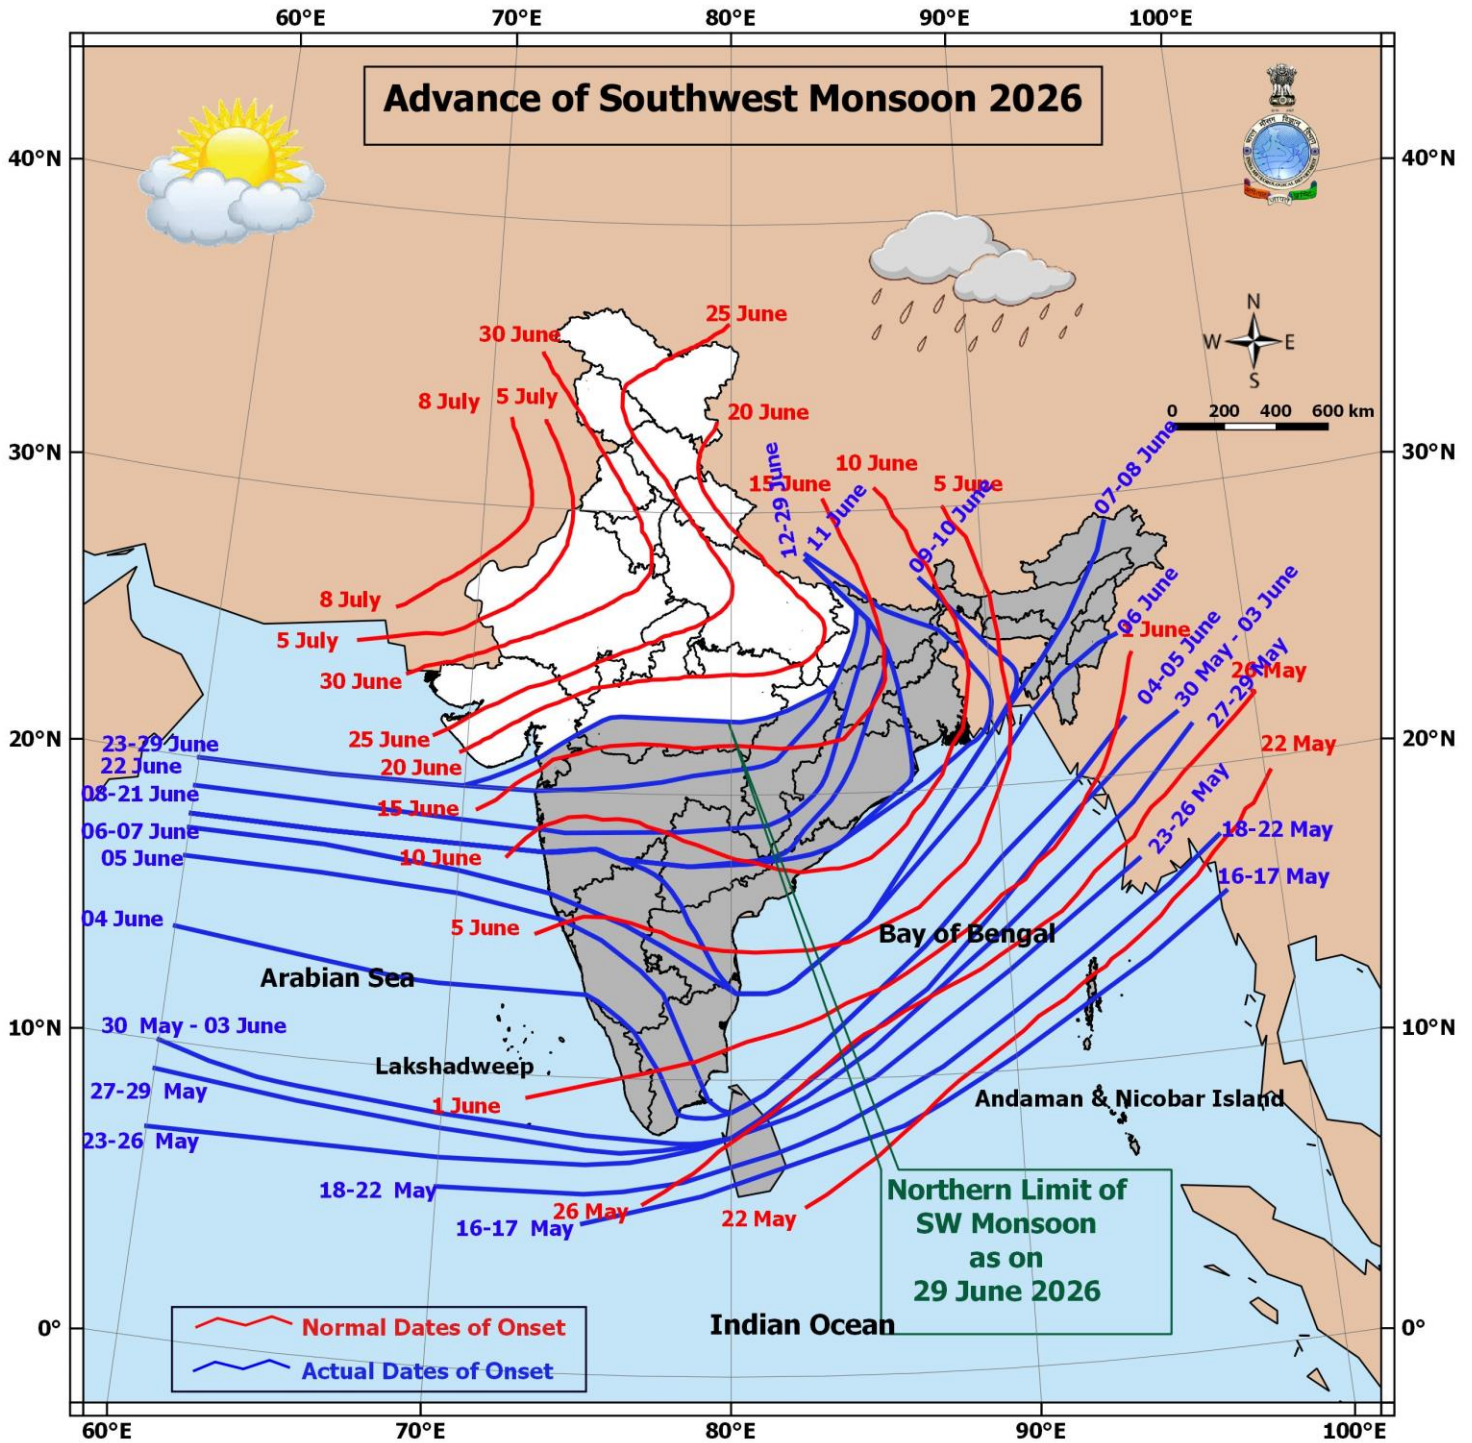 60°E 70°E 80°E 90°E 100°E
Advance of Southwest Monsoon 2026
40°N 40°N
N
W E
S
0 200 400 600 km
25 June
30 June
8 July 5 July
20 June
30°N 30°N
07-08 June
12-29 June
15 June
11 June
10 June
5 June
09-10 June
8 July
5 July
30 June
25 June
20 June
15 June
10 June
5 June
06 June
1 June
04-05 June
30 May - 03 June
27-29 May
26 May
22 May
23-26 May
18-22 May
16-17 May
20°N 20°N
23-29 June
22 June
08-21 June
06-07 June
05 June
04 June
Bay of Bengal
Arabian Sea
10°N 10°N
30 May - 03 June
Lakshadweep
27-29 May
1 June
Andaman & Nicobar Island
23-26 May
18-22 May
26 May
16-17 May
22 May
Northern Limit of
SW Monsoon
as on
29 June 2026
Indian Ocean
0° 0°
Normal Dates of Onset
Actual Dates of Onset
60°E 70°E 80°E 90°E 100°E